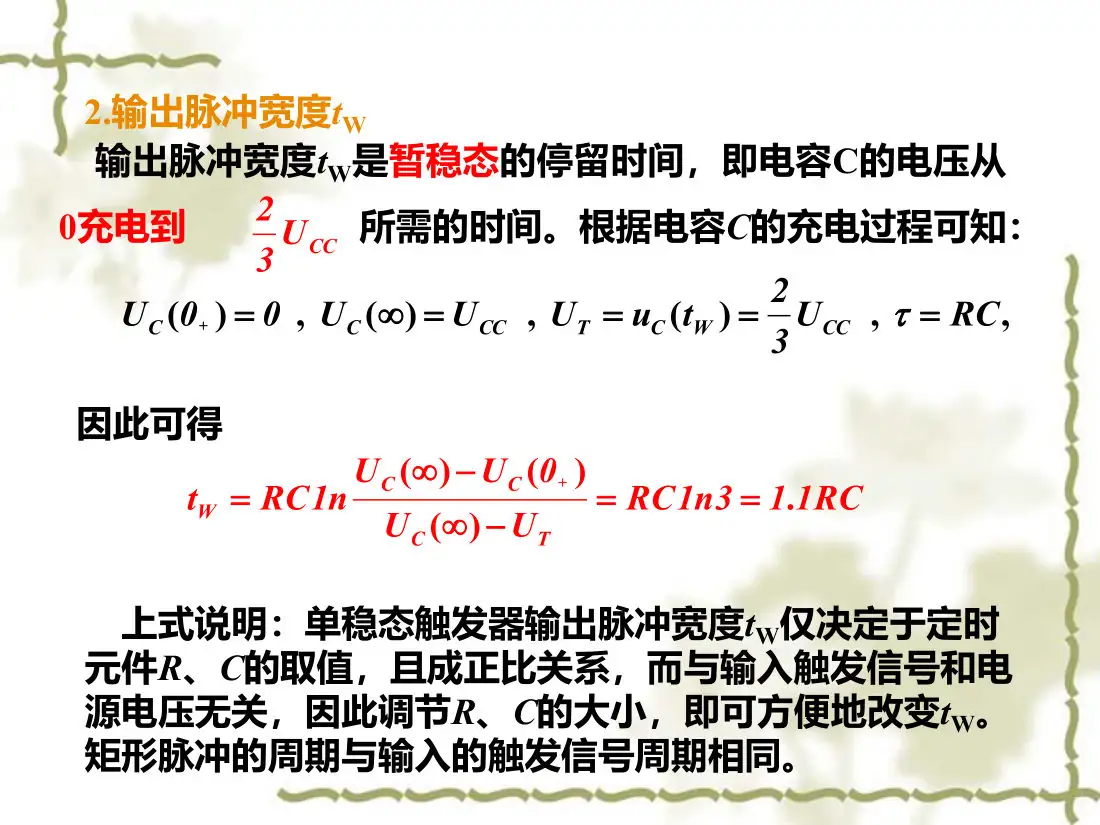 2.输出脉冲宽度tW
输出脉冲宽度tW是暂稳态的停留时间，即电容C的电压从
0充电到 2/3 UCC 所需的时间。根据电容C的充电过程可知：
UC(0+)=0 , UC(∞)=UCC , UT=uC(tW)=2/3 UCC , τ=RC,
因此可得
tW=RC1n (UC(∞)−UC(0+))/(UC(∞)−UT)=RC1n3=1.1RC
上式说明：单稳态触发器输出脉冲宽度tW仅决定于定时
元件R、C的取值，且成正比关系，而与输入触发信号和电
源电压无关，因此调节R、C的大小，即可方便地改变tW。
矩形脉冲的周期与输入的触发信号周期相同。